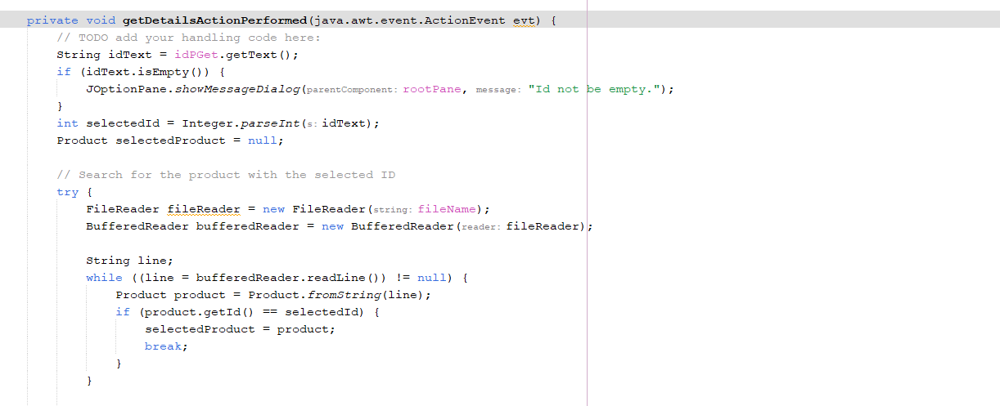 private void getDetailsActionPerformed(java.awt.event.ActionEvent evt) {
// TODO add your handling code here:
String idText = idPGet.getText();
if (idText.isEmpty()) {
JOptionPane.showMessageDialog(parentComponent: rootPane, message: "Id not be empty.");
}
int selectedId = Integer.parseInt(s: idText);
Product selectedProduct = null;
// Search for the product with the selected ID
try {
FileReader fileReader = new FileReader(string: fileName);
BufferedReader bufferedReader = new BufferedReader(reader: fileReader);
String line;
while ((line = bufferedReader.readLine()) != null) {
Product product = Product.fromString(line);
if (product.getId() == selectedId) {
selectedProduct = product;
break;
}
}